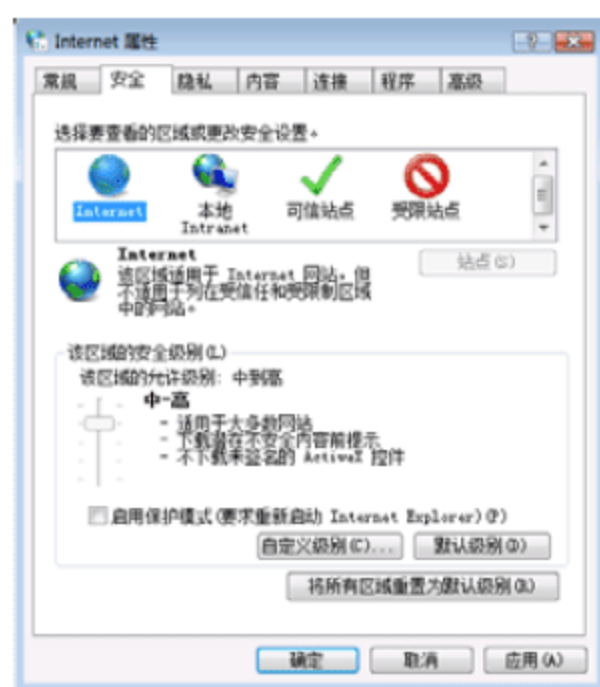 Internet 属性
常规 安全 隐私 内容 连接 程序 高级
选择要查看的区域或更改安全设置。
Internet 本地 Intranet 可信站点 受限站点
Internet
该区域适用于 Internet 网站,但
不适用于列在受信任和受限制区域
中的网站。
站点(S)
该区域的安全级别(L)
该区域的允许级别: 中到高
中-高
- 适用于大多数网站
- 下载潜在不安全内容前提示
- 不下载未签名的 ActiveX 控件
启用保护模式(要求重新启动 Internet Explorer)(P)
自定义级别(C)... 默认级别(D)
将所有区域重置为默认级别(R)
确定 取消 应用(A)